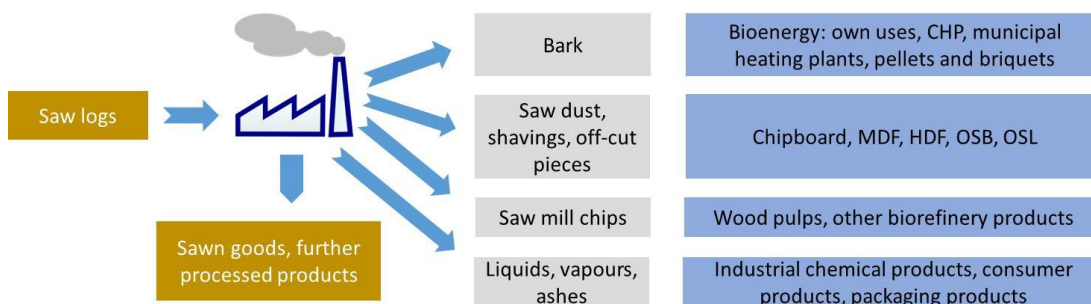 Saw logs
Sawn goods, further
processed products
Bark
Bioenergy: own uses, CHP, municipal
heating plants, pellets and briquets
Saw dust,
shavings, off-cut
pieces
Chipboard, MDF, HDF, OSB, OSL
Saw mill chips
Wood pulps, other biorefinery products
Liquids, vapours,
ashes
Industrial chemical products, consumer
products, packaging products